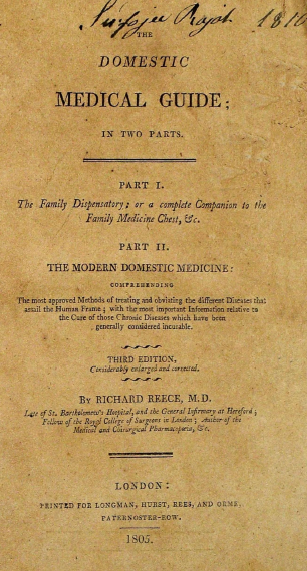 1810
THE
DOMESTIC
MEDICAL GUIDE;
IN TWO PARTS.
PART I.
The Family Dispensatory; or a complete Companion to the
Family Medicine Chest, &c.
PART II.
THE MODERN DOMESTIC MEDICINE:
COMPREHENDING
The most approved Methods of treating and obviating the different Diseases that
assail the Human Frame; with the most important Information relative to
the Cure of those Chronic Diseases which have been
generally considered incurable.
THIRD EDITION,
Considerably enlarged and corrected.
BY RICHARD REECE, M.D.
Late of St. Bartholomew's Hospital, and the General Infirmary at Hereford;
Fellow of the Royal College of Surgeons in London; Author of the
Medical and Chirurgical Pharmacopœia, &c.
LONDON:
PRINTED FOR LONGMAN, HURST, REES, AND ORME,
PATERNOSTER-ROW.
1805.